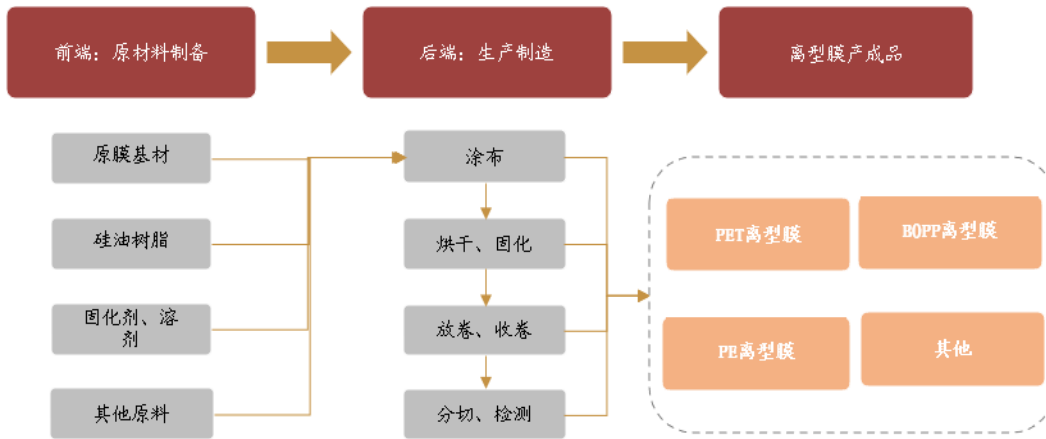 前端：原材料制备
后端：生产制造
离型膜产成品
原膜基材
硅油树脂
固化剂、溶
剂
其他原料
涂布
烘干、固化
放卷、收卷
分切、检测
PET离型膜
BOPP离型膜
PE离型膜
其他